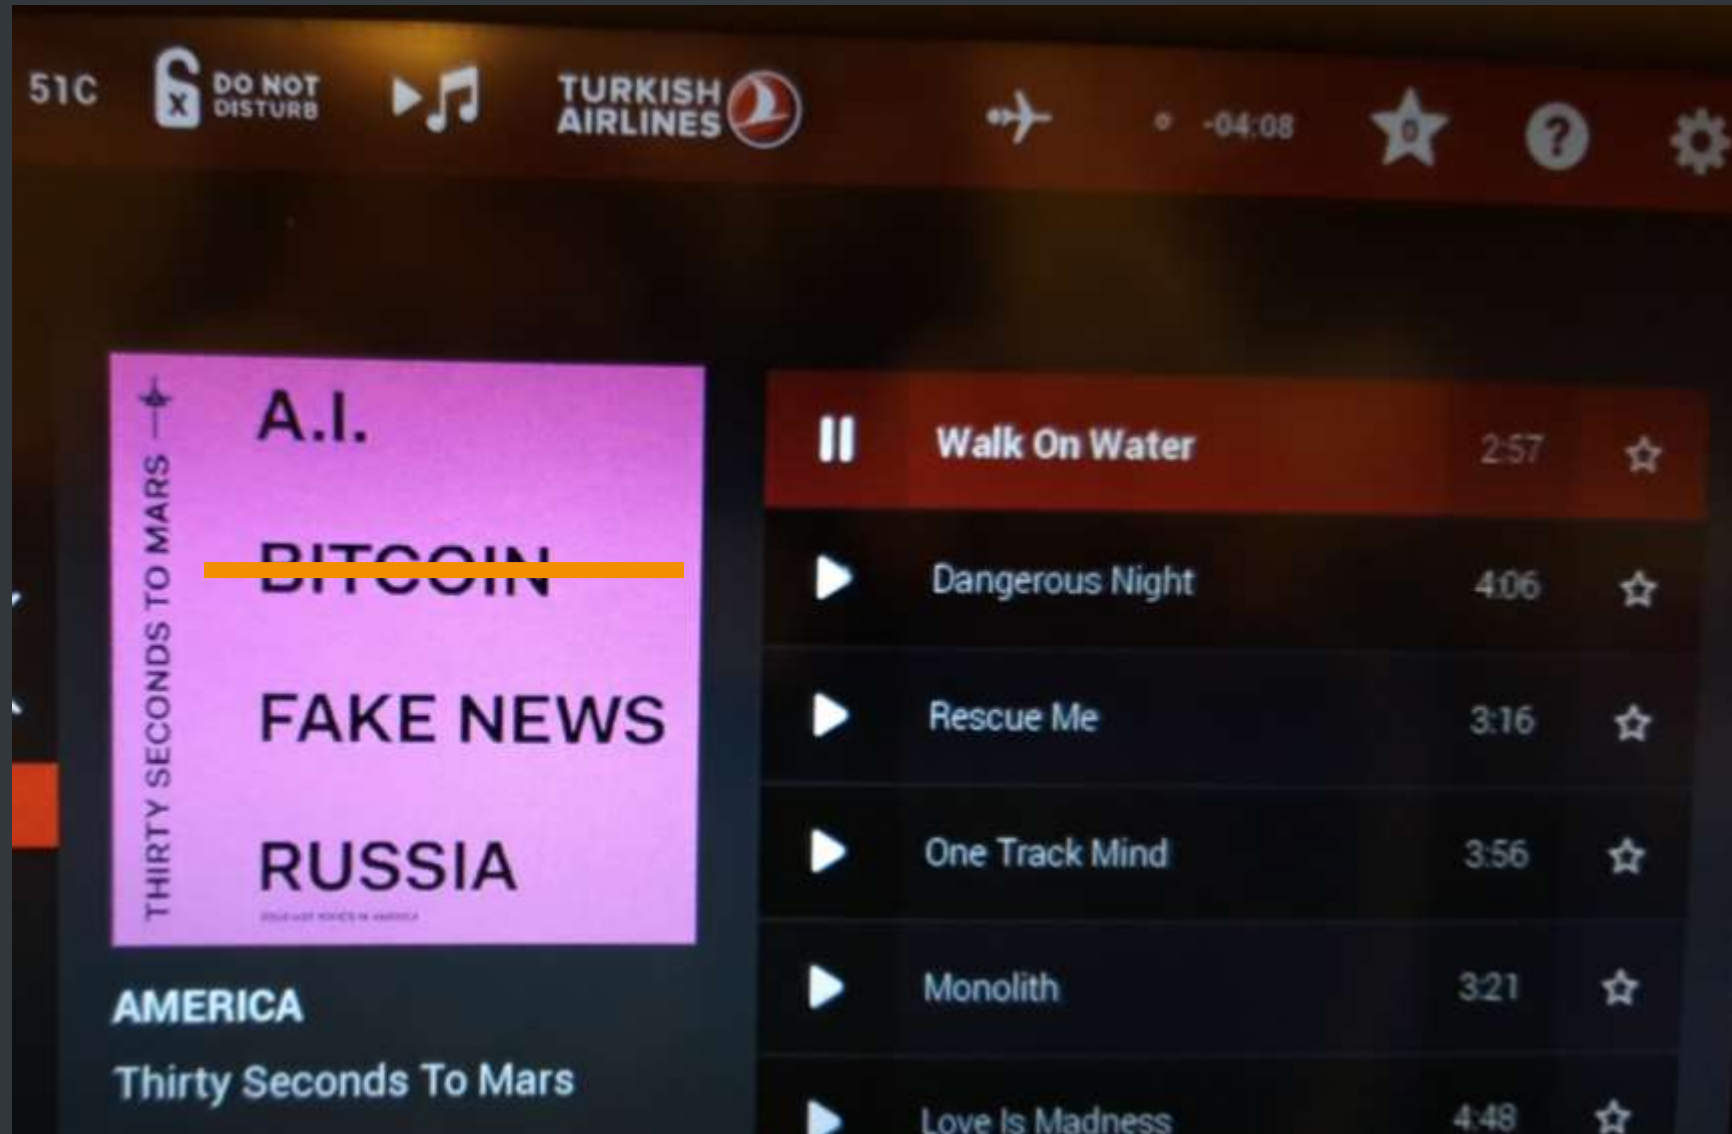 51C
DO NOT
DISTURB
TURKISH
AIRLINES
-04:08
0
?
THIRTY SECONDS TO MARS
A.I.
BITCOIN
FAKE NEWS
RUSSIA
AMERICA
Thirty Seconds To Mars
Walk On Water 2:57
Dangerous Night 4:06
Rescue Me 3:16
One Track Mind 3:56
Monolith 3:21
Love Is Madness 4:48